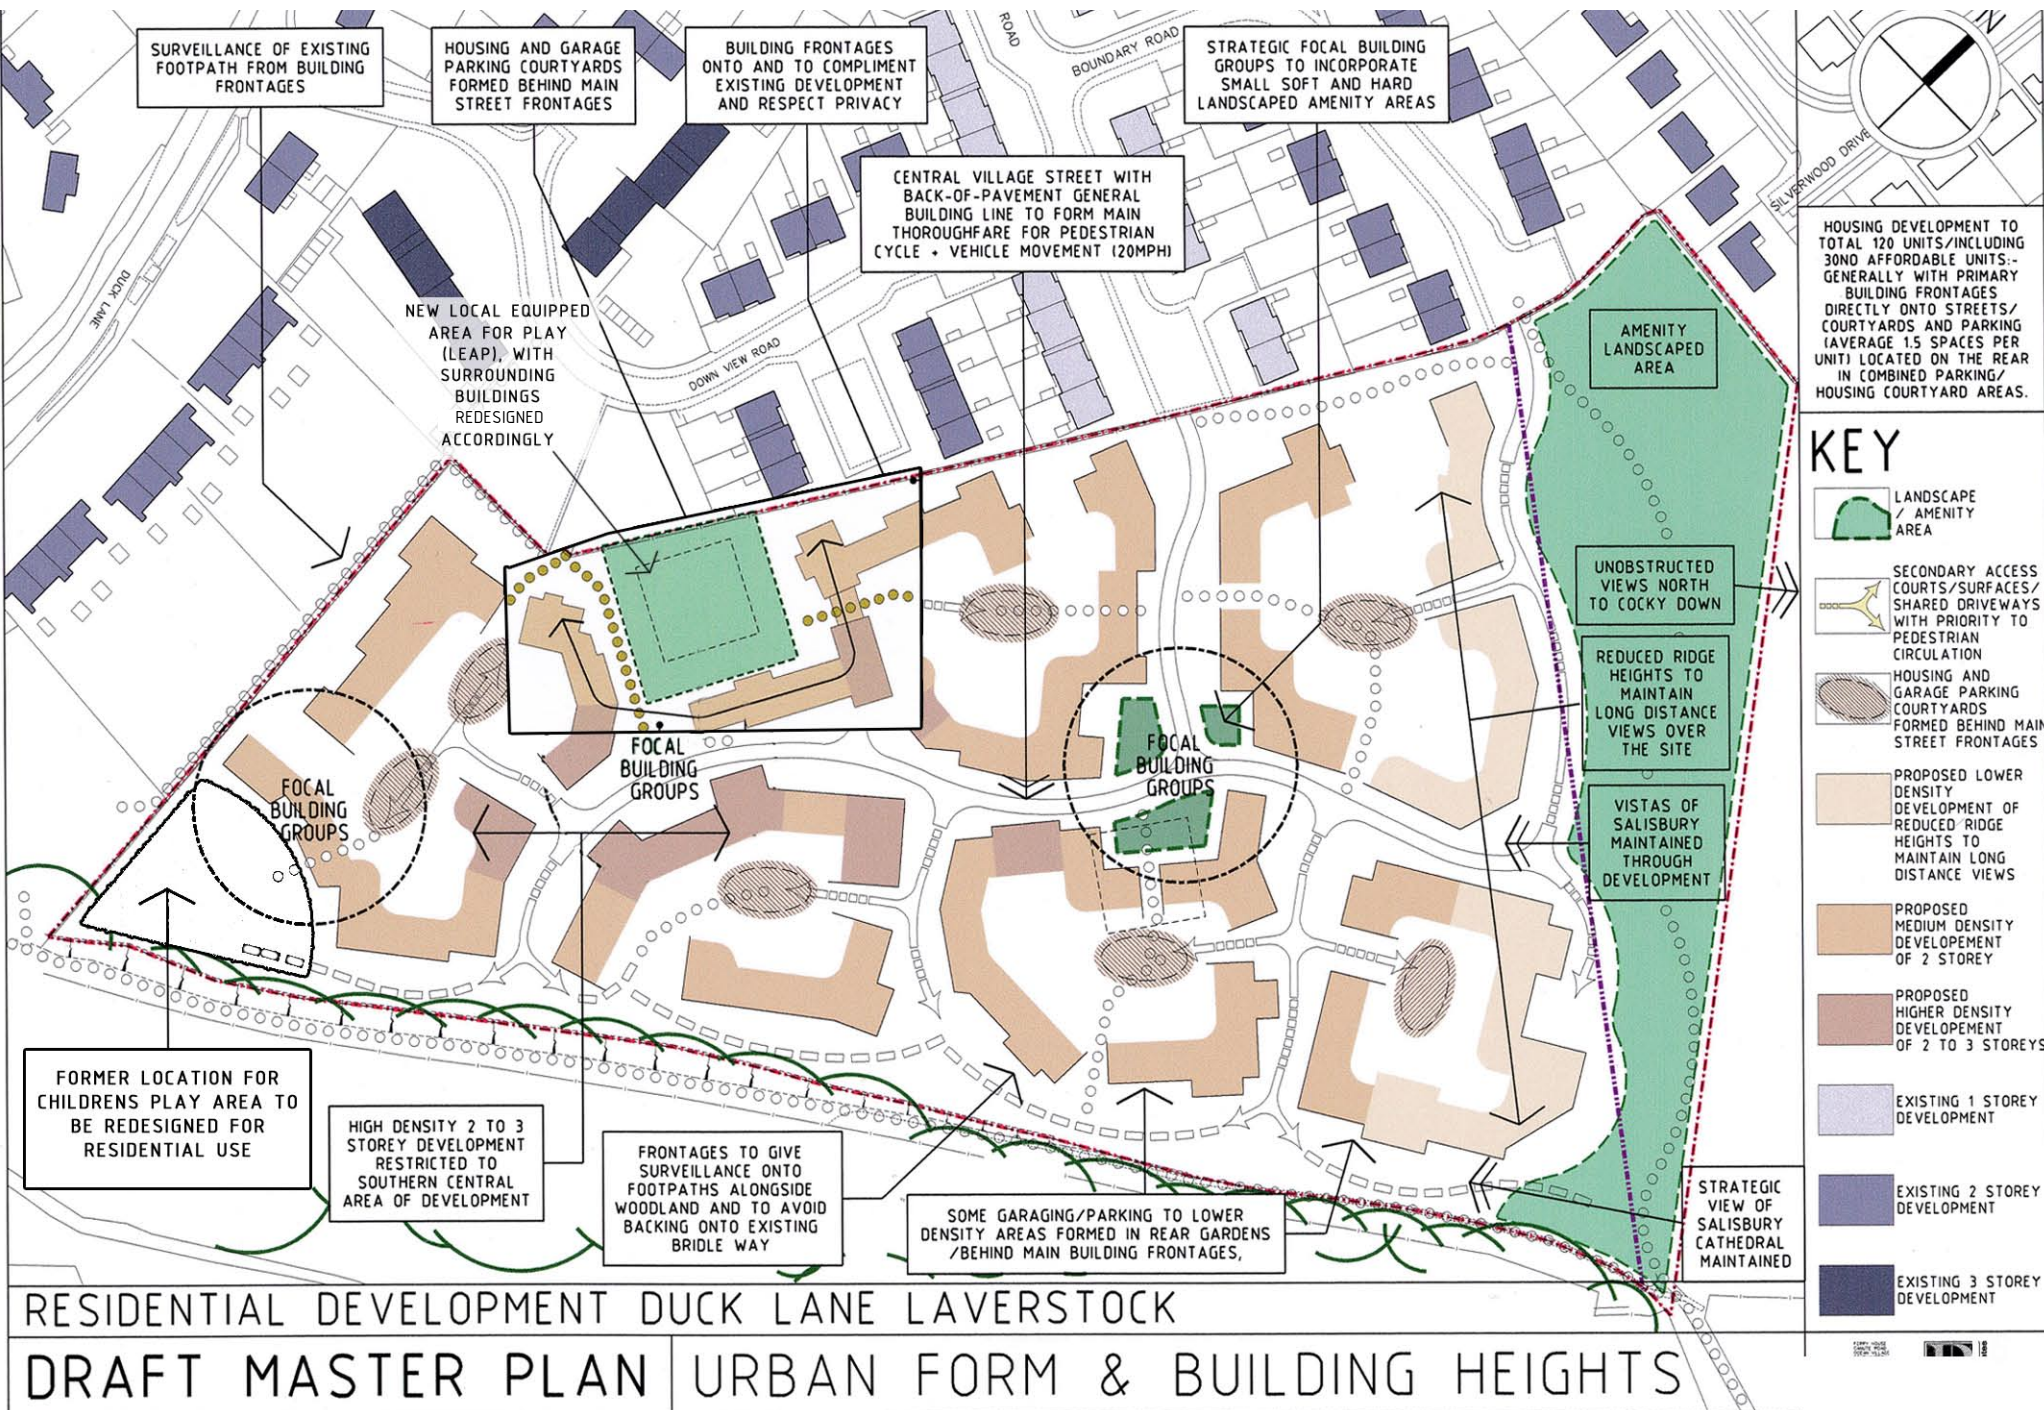 SURVEILLANCE OF EXISTING
FOOTPATH FROM BUILDING
FRONTAGES
HOUSING AND GARAGE
PARKING COURTYARDS
FORMED BEHIND MAIN
STREET FRONTAGES
BUILDING FRONTAGES
ONTO AND TO COMPLIMENT
EXISTING DEVELOPMENT
AND RESPECT PRIVACY
ROAD
BOUNDARY ROAD
STRATEGIC FOCAL BUILDING
GROUPS TO INCORPORATE
SMALL SOFT AND HARD
LANDSCAPED AMENITY AREAS
N
SILVERWOOD DRIVE
CENTRAL VILLAGE STREET WITH
BACK-OF-PAVEMENT GENERAL
BUILDING LINE TO FORM MAIN
THOROUGHFARE FOR PEDESTRIAN
CYCLE + VEHICLE MOVEMENT (20MPH)
HOUSING DEVELOPMENT TO
TOTAL 120 UNITS/INCLUDING
30NO AFFORDABLE UNITS:-
GENERALLY WITH PRIMARY
BUILDING FRONTAGES
DIRECTLY ONTO STREETS/
COURTYARDS AND PARKING
(AVERAGE 1.5 SPACES PER
UNIT) LOCATED ON THE REAR
IN COMBINED PARKING/
HOUSING COURTYARD AREAS.
DUCK LANE
NEW LOCAL EQUIPPED
AREA FOR PLAY
(LEAP), WITH
SURROUNDING
BUILDINGS
REDESIGNED
ACCORDINGLY
DOWN VIEW ROAD
AMENITY
LANDSCAPED
AREA
UNOBSTRUCTED
VIEWS NORTH
TO COCKY DOWN
REDUCED RIDGE
HEIGHTS TO
MAINTAIN
LONG DISTANCE
VIEWS OVER
THE SITE
VISTAS OF
SALISBURY
MAINTAINED
THROUGH
DEVELOPMENT
FOCAL
BUILDING
GROUPS
FOCAL
BUILDING
GROUPS
FOCAL
BUILDING
GROUPS
KEY
LANDSCAPE
/ AMENITY
AREA
SECONDARY ACCESS
COURTS/SURFACES/
SHARED DRIVEWAYS
WITH PRIORITY TO
PEDESTRIAN
CIRCULATION
HOUSING AND
GARAGE PARKING
COURTYARDS
FORMED BEHIND MAIN
STREET FRONTAGES
PROPOSED LOWER
DENSITY
DEVELOPMENT OF
REDUCED RIDGE
HEIGHTS TO
MAINTAIN LONG
DISTANCE VIEWS
PROPOSED
MEDIUM DENSITY
DEVELOPEMENT
OF 2 STOREY
PROPOSED
HIGHER DENSITY
DEVELOPEMENT
OF 2 TO 3 STOREYS
EXISTING 1 STOREY
DEVELOPMENT
EXISTING 2 STOREY
DEVELOPMENT
EXISTING 3 STOREY
DEVELOPMENT
FORMER LOCATION FOR
CHILDRENS PLAY AREA TO
BE REDESIGNED FOR
RESIDENTIAL USE
HIGH DENSITY 2 TO 3
STOREY DEVELOPMENT
RESTRICTED TO
SOUTHERN CENTRAL
AREA OF DEVELOPMENT
FRONTAGES TO GIVE
SURVEILLANCE ONTO
FOOTPATHS ALONGSIDE
WOODLAND AND TO AVOID
BACKING ONTO EXISTING
BRIDLE WAY
SOME GARAGING/PARKING TO LOWER
DENSITY AREAS FORMED IN REAR GARDENS
/BEHIND MAIN BUILDING FRONTAGES,
STRATEGIC
VIEW OF
SALISBURY
CATHEDRAL
MAINTAINED
RESIDENTIAL DEVELOPMENT DUCK LANE LAVERSTOCK
DRAFT MASTER PLAN
URBAN FORM & BUILDING HEIGHTS